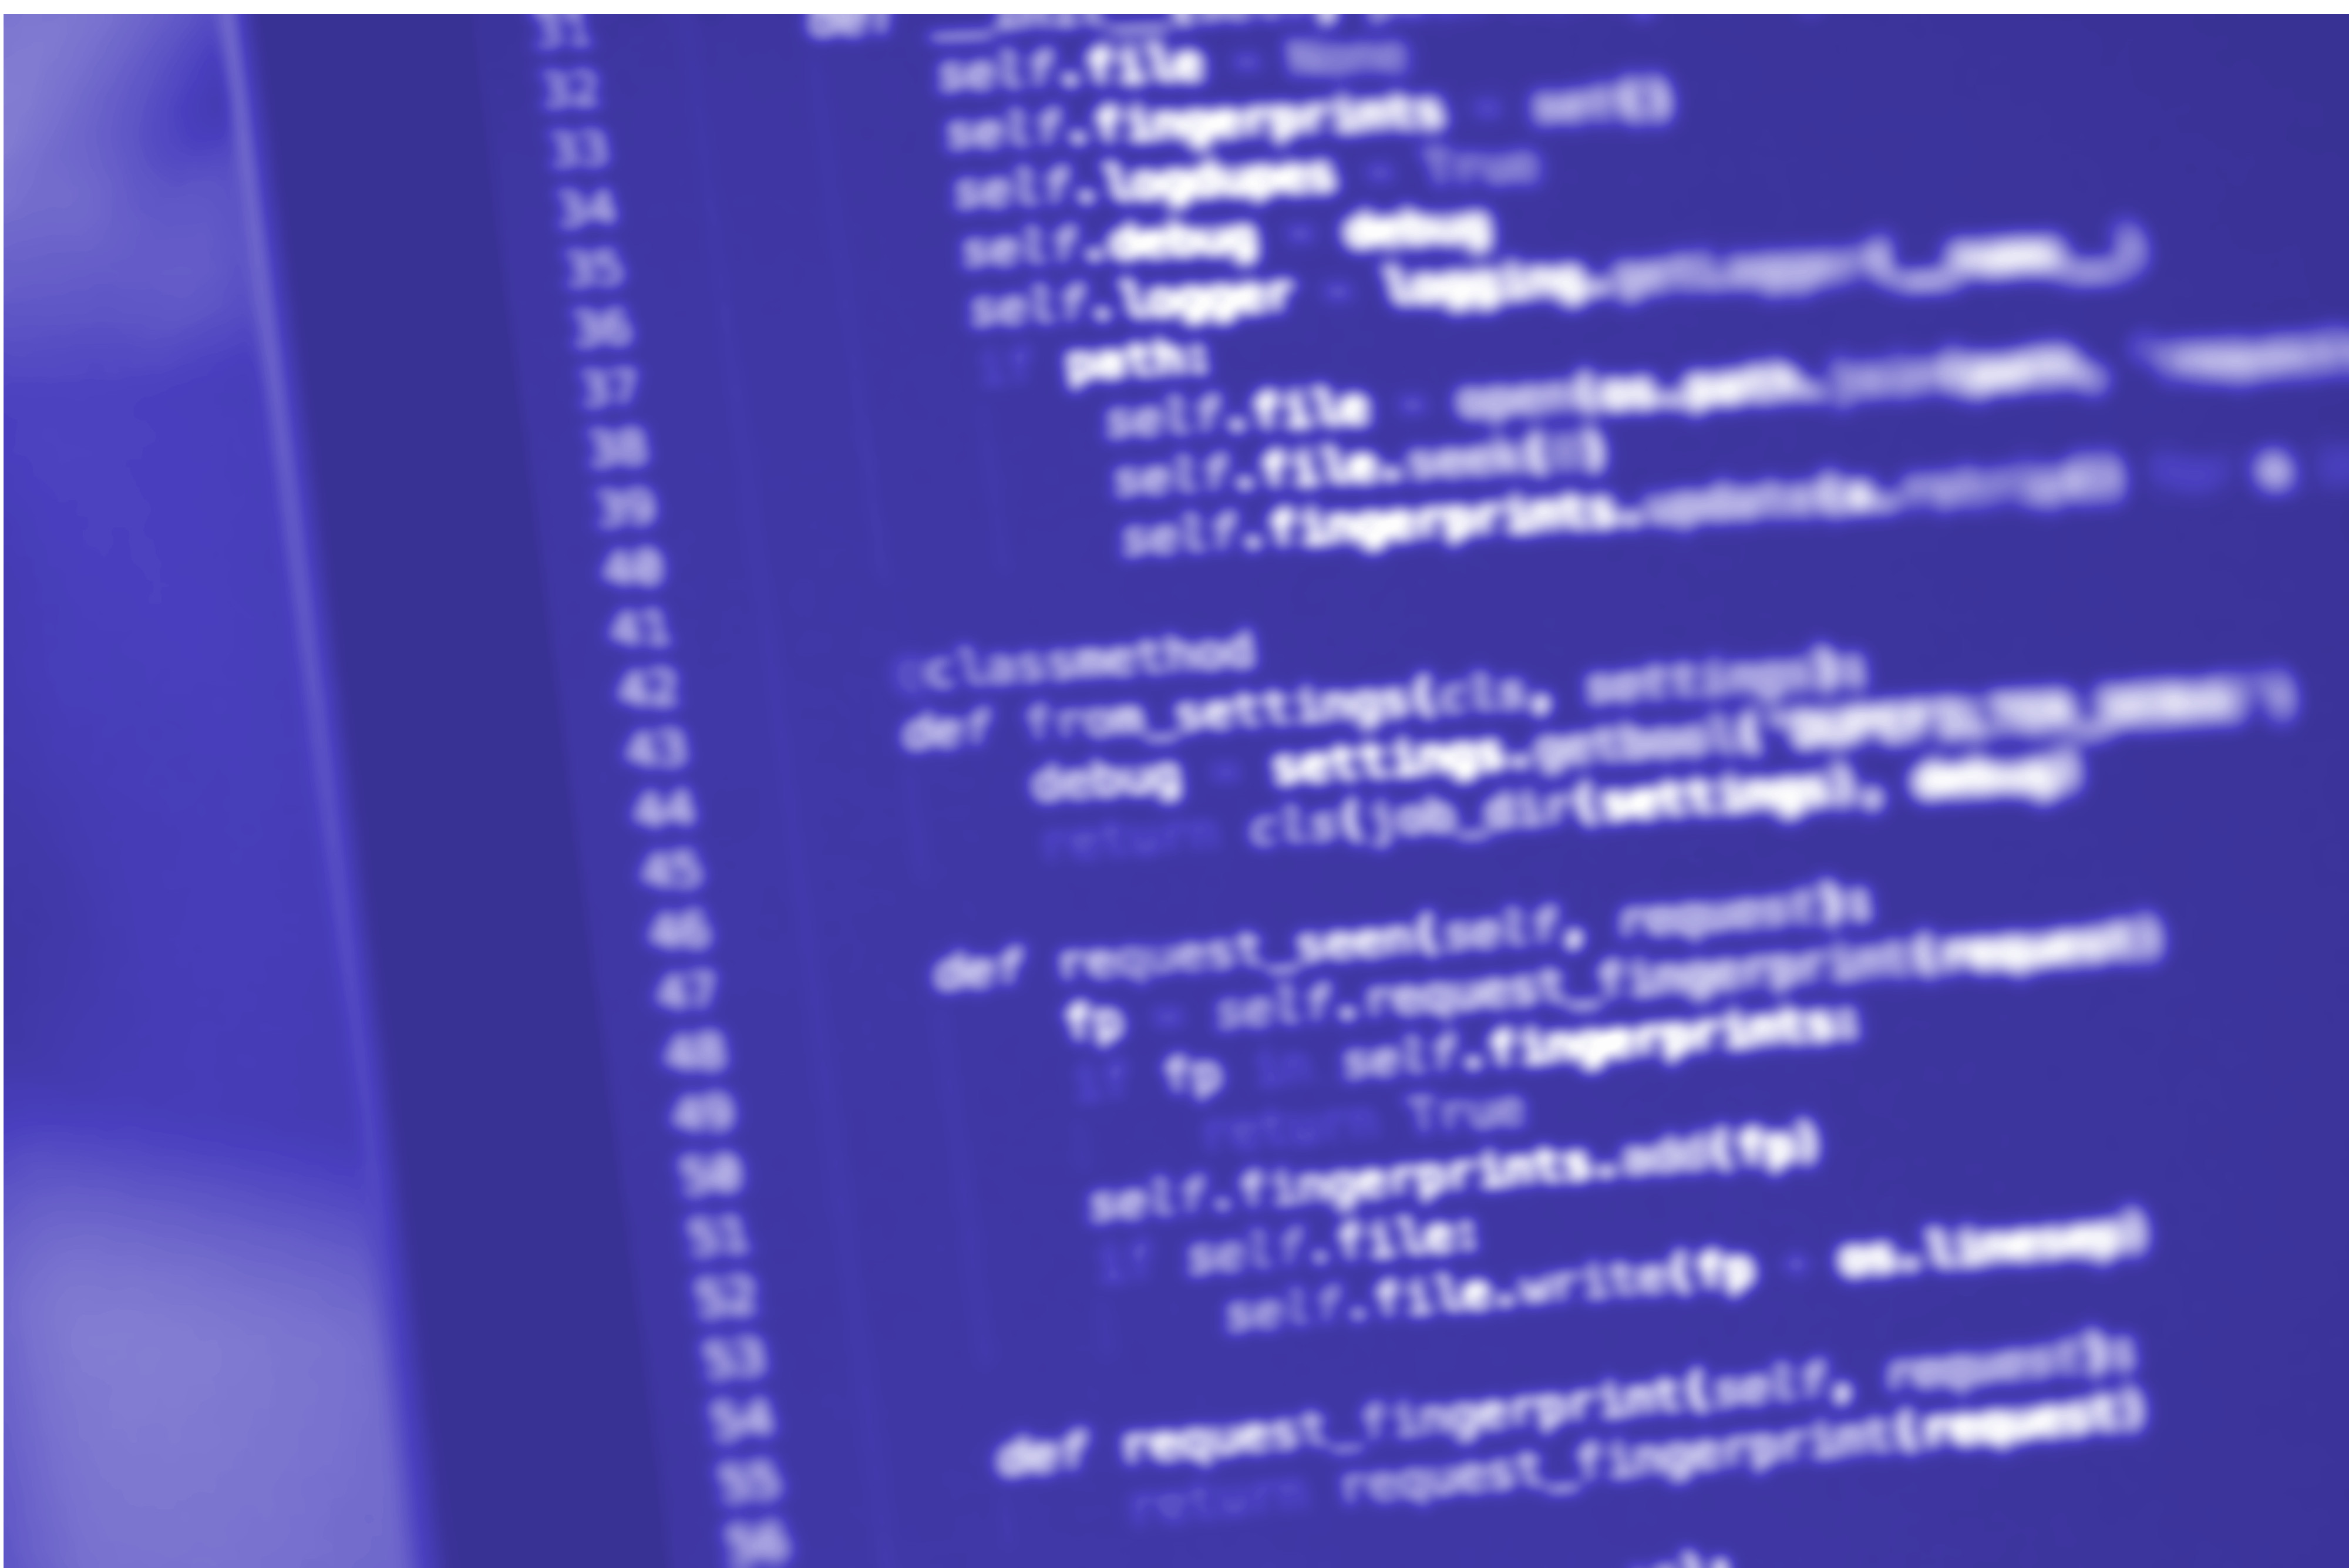 31 def __init__(self,
32 self.file = None
33 self.fingerprints = set()
34 self.logdupes = True
35 self.debug = debug
36 self.logger = logging.getLogger(__name__)
37 if path:
38 self.file = open(os.path.join(path,
39 self.file.seek(0)
40 self.fingerprints.update(x.rstrip() for x
41
42 @classmethod
43 def from_settings(cls, settings):
44 debug = settings.getbool('DUPEFILTER_DEBUG')
45 return cls(job_dir(settings), debug)
46
47 def request_seen(self, request):
48 fp = self.request_fingerprint(request)
49 if fp in self.fingerprints:
50 return True
51 self.fingerprints.add(fp)
52 if self.file:
53 self.file.write(fp + os.linesep)
54
55 def request_fingerprint(self, request):
56 return request_fingerprint(request)